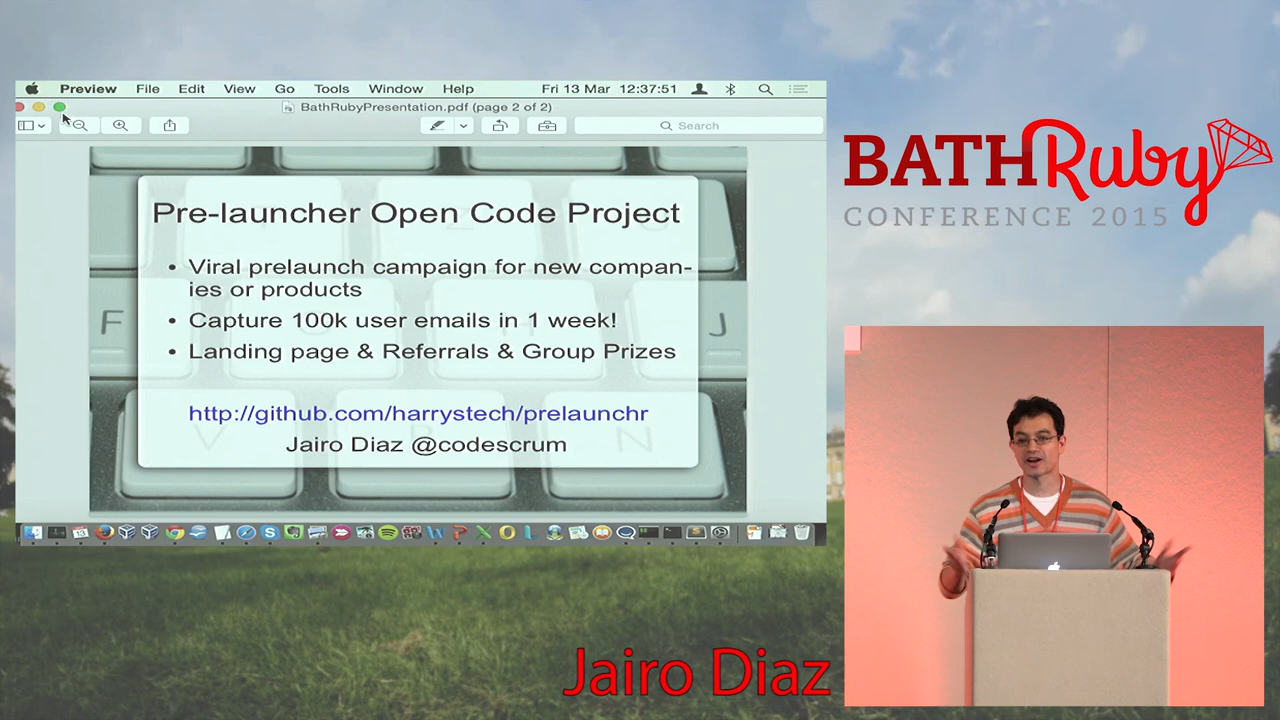 Preview File Edit View Go Tools Window Help Fri 13 Mar 12:37:51
BathRubyPresentation.pdf (page 2 of 2)
Search
Pre-launcher Open Code Project
• Viral prelaunch campaign for new compan-
ies or products
• Capture 100k user emails in 1 week!
• Landing page & Referrals & Group Prizes
http://github.com/harrystech/prelaunchr
Jairo Diaz @codescrum
F
J
V
B
N
BATHRuby
CONFERENCE 2015
Jairo Diaz